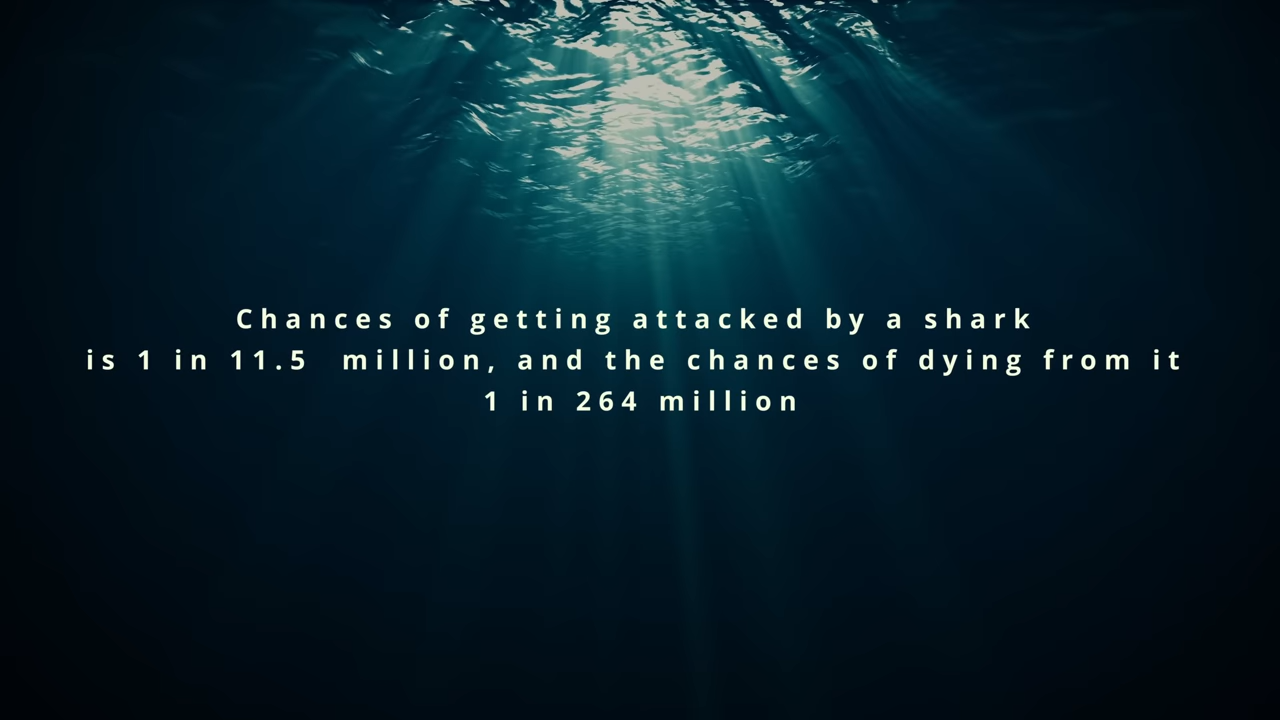 Chances of getting attacked by a shark
is 1 in 11.5 million, and the chances of dying from it
1 in 264 million